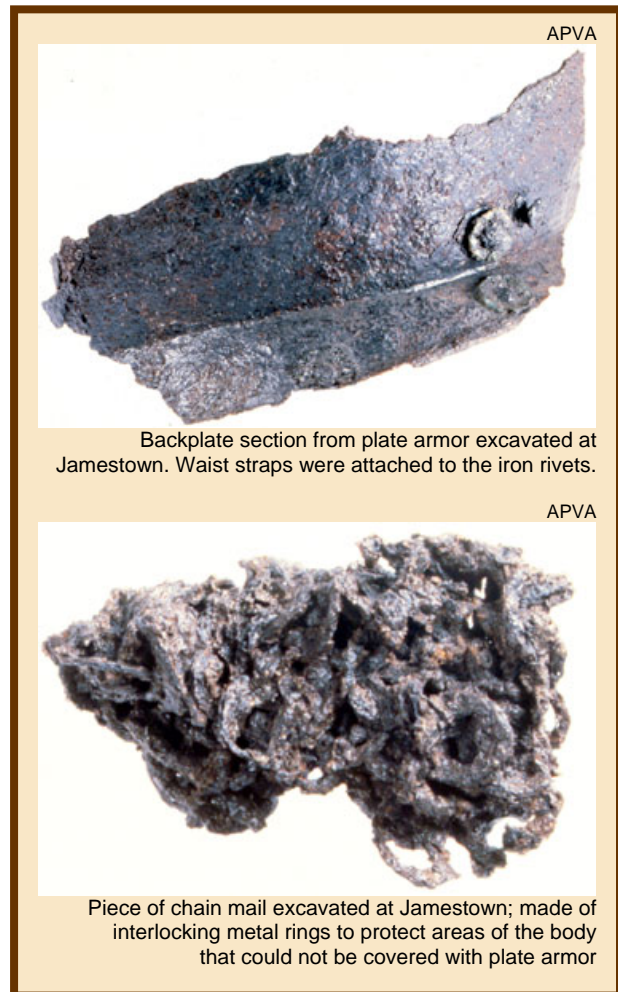 APVA
Backplate section from plate armor excavated at
Jamestown. Waist straps were attached to the iron rivets.
APVA
Piece of chain mail excavated at Jamestown; made of
interlocking metal rings to protect areas of the body
that could not be covered with plate armor